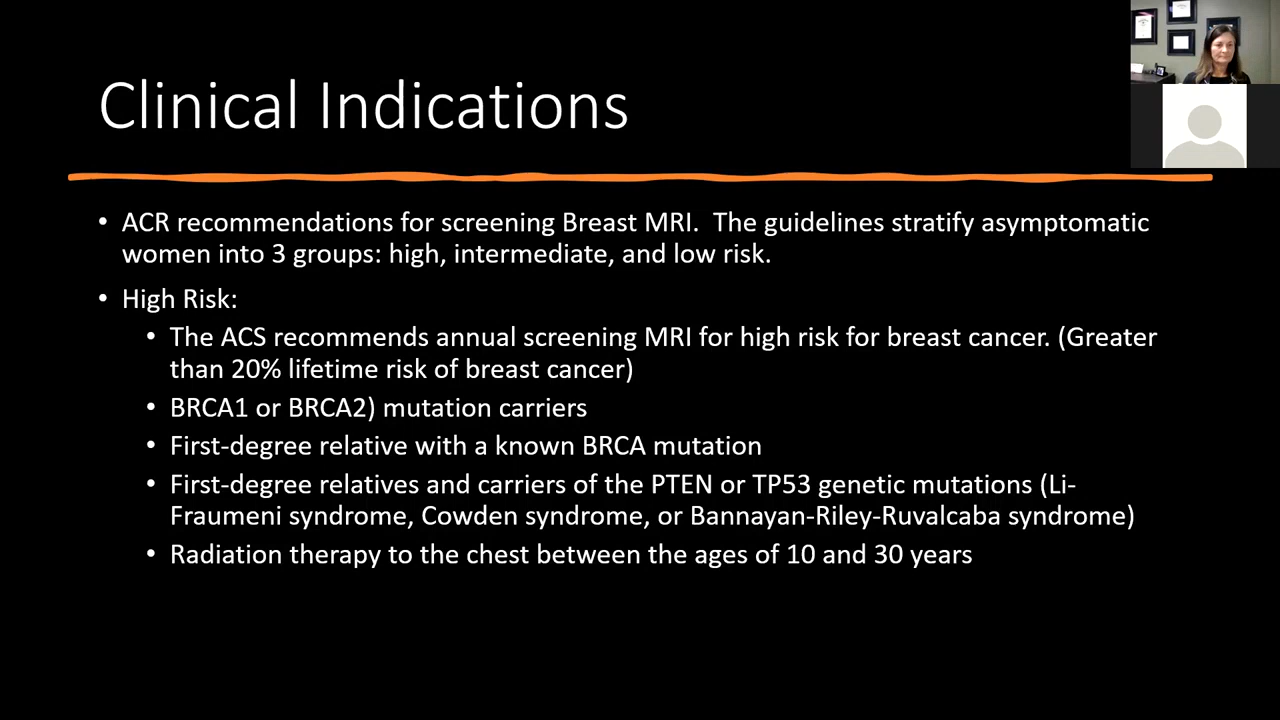 Clinical Indications
• ACR recommendations for screening Breast MRI.  The guidelines stratify asymptomatic
women into 3 groups: high, intermediate, and low risk.
• High Risk:
• The ACS recommends annual screening MRI for high risk for breast cancer. (Greater
than 20% lifetime risk of breast cancer)
• BRCA1 or BRCA2) mutation carriers
• First-degree relative with a known BRCA mutation
• First-degree relatives and carriers of the PTEN or TP53 genetic mutations (Li-
Fraumeni syndrome, Cowden syndrome, or Bannayan-Riley-Ruvalcaba syndrome)
• Radiation therapy to the chest between the ages of 10 and 30 years